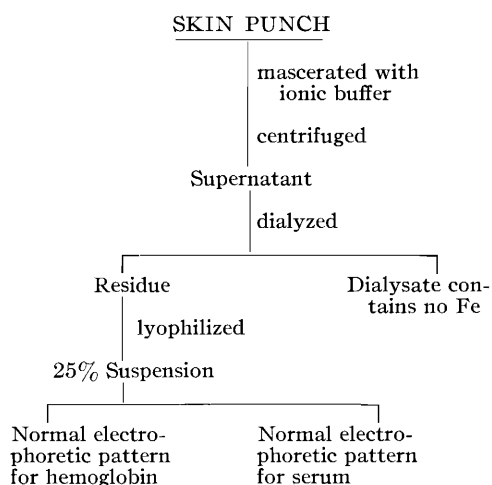 SKIN PUNCH
mascerated with
ionic buffer
centrifuged
Supernatant
dialyzed
Residue
Dialysate con-
tains no Fe
lyophilized
25% Suspension
Normal electro-
phoretic pattern
for hemoglobin
Normal electro-
phoretic pattern
for serum